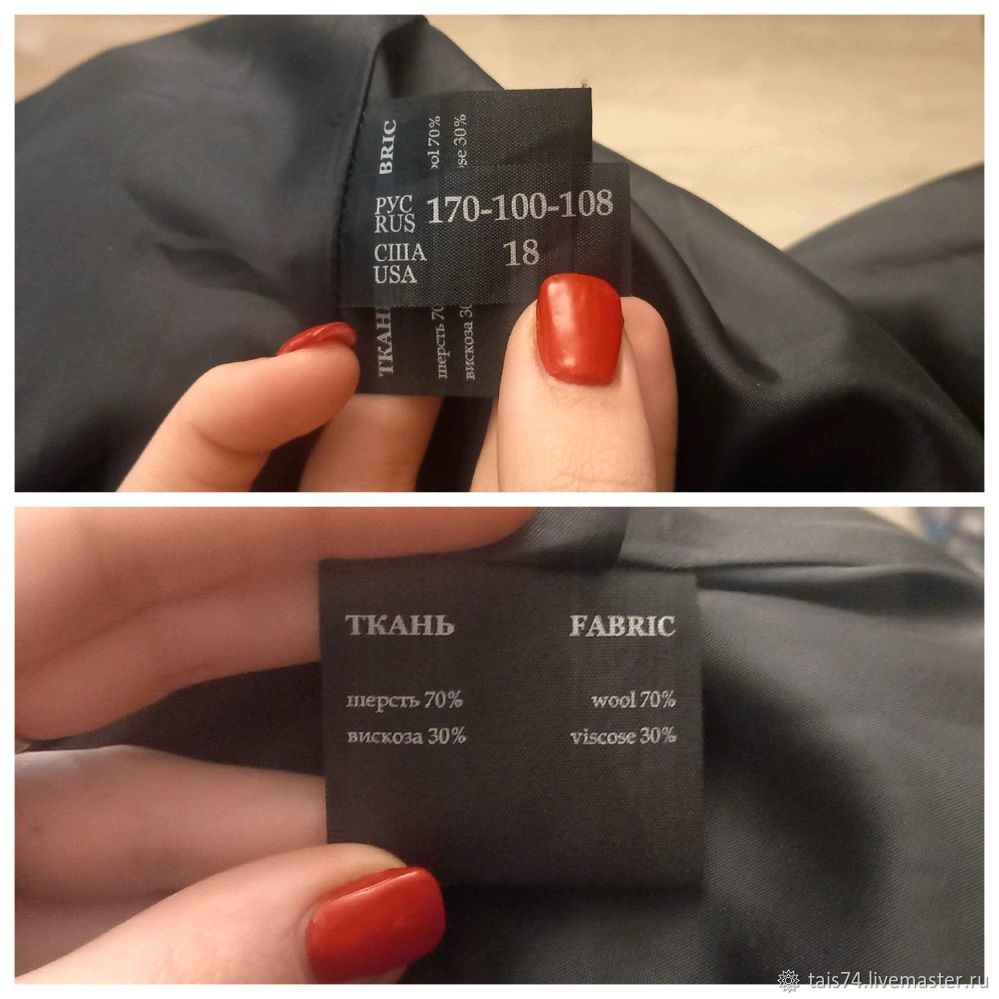 BRIC
ol 70%
se 30%
РУС
RUS
170-100-108
США
USA
18
ТКАН
шерсть 70
вискоза 30
ТКАНЬ FABRIC
шерсть 70% wool 70%
вискоза 30% viscose 30%
tais74.livemaster.ru